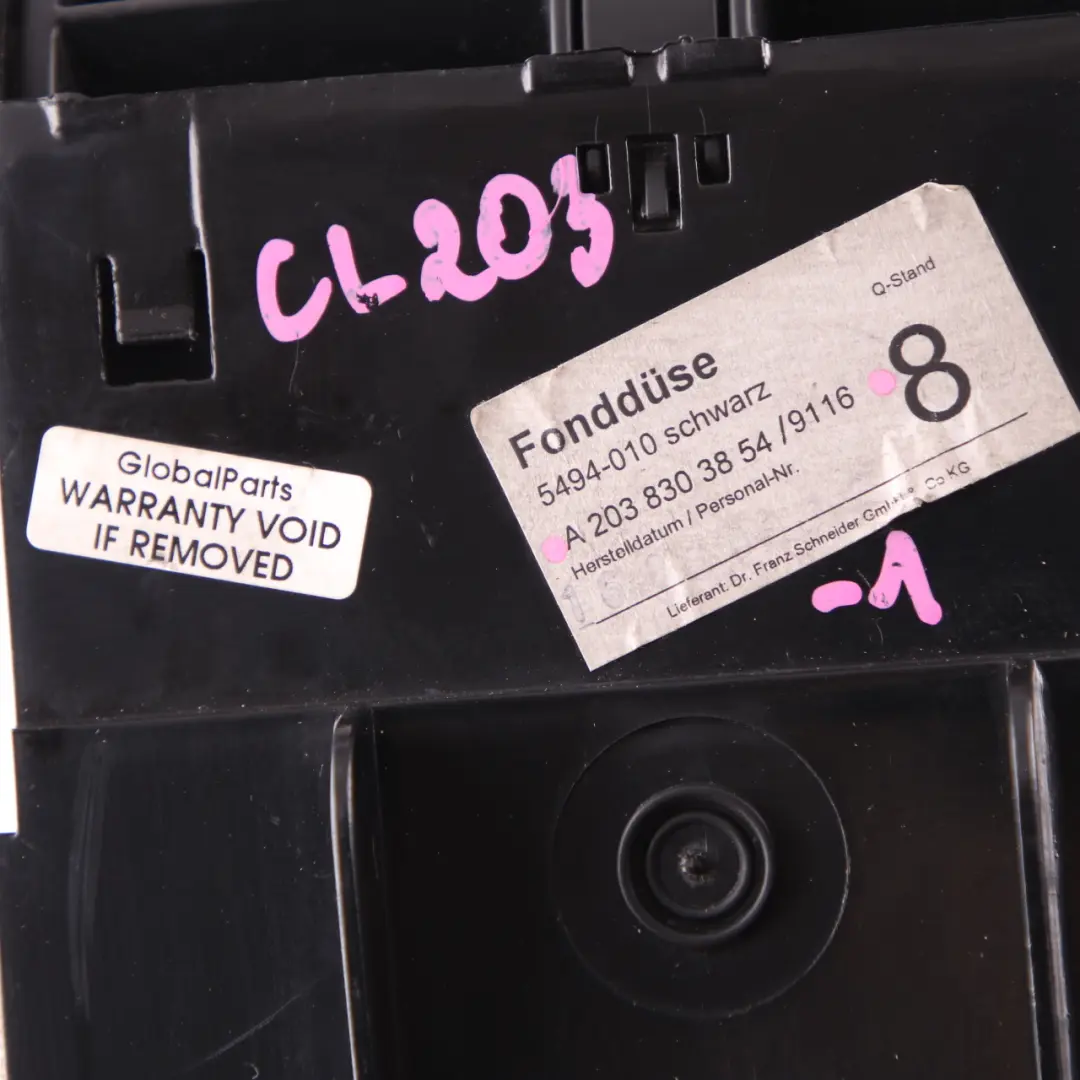 CL203
Q-Stand
8
Fonddüse
5494-010 schwarz
A 203 830 38 54 /9116
Herstelldatum / Personal-Nr.
Lieferant: Dr. Franz Schneider GmbH & Co KG
-A
GlobalParts
WARRANTY VOID
IF REMOVED